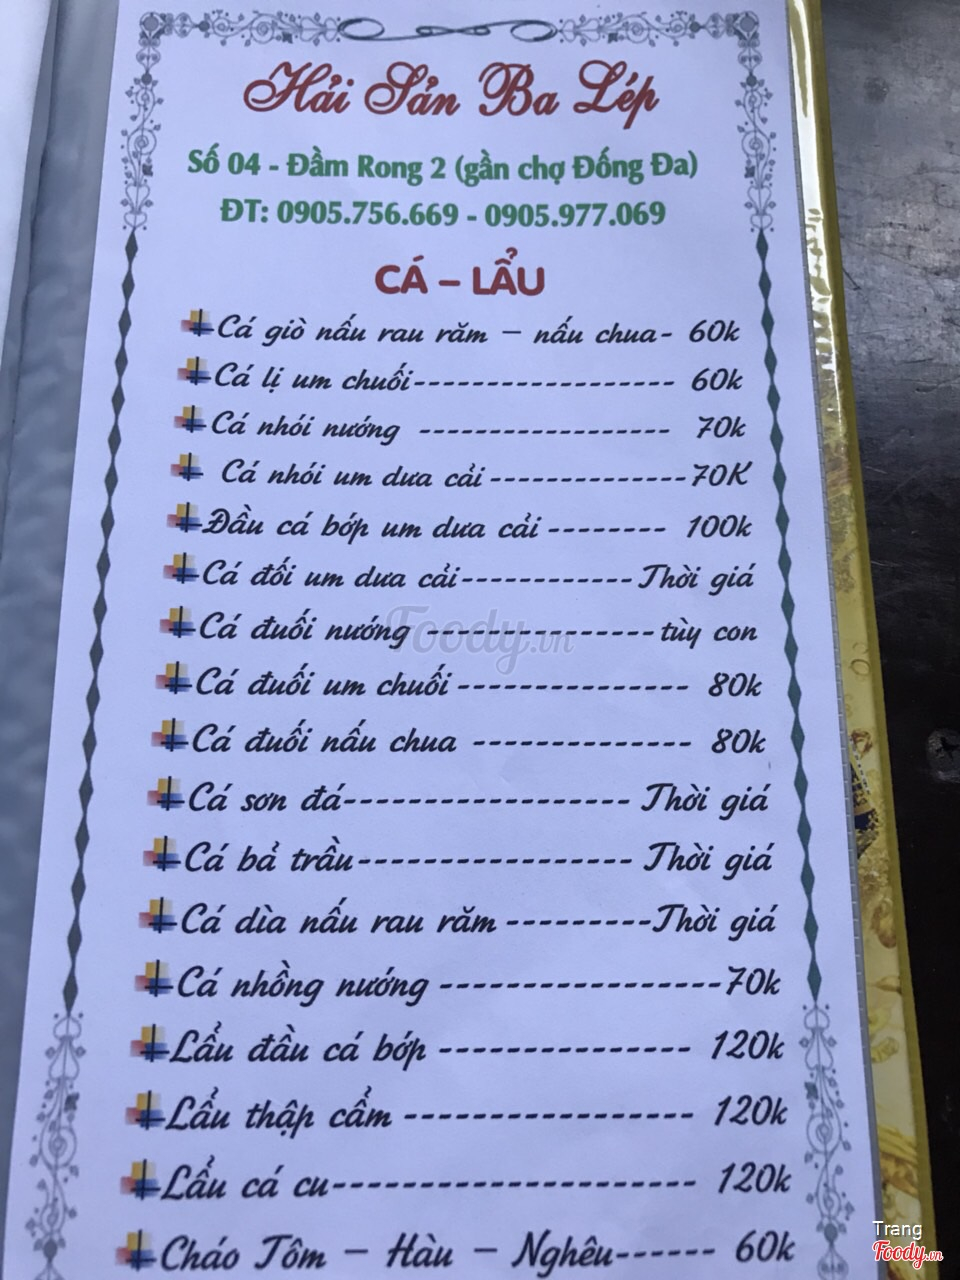 Hải Sản Ba Lép
Số 04 - Đầm Rong 2 (gần chợ Đống Đa)
ĐT: 0905.756.669 - 0905.977.069
CÁ – LẨU
Cá giò nấu rau răm – nấu chua- 60k
Cá lị um chuối-------------------- 60k
Cá nhói nướng ------------------- 70k
Cá nhói um dưa cải ---------------70K
Đầu cá bớp um dưa cải -------- 100k
Cá đối um dưa cải------------- Thời giá
Cá đuối nướng ----------------tùy con
Cá đuối um chuối --------------- 80k
Cá đuối nấu chua -------------- 80k
Cá sơn đá------------------- Thời giá
Cá bả trầu------------------ Thời giá
Cá dìa nấu rau răm ---------Thời giá
Cá nhồng nướng -----------------70k
Lẩu đầu cá bớp --------------- 120k
Lẩu thập cẩm ----------------- 120k
Lẩu cá cu--------------------- 120k
Cháo Tôm – Hàu – Nghêu------ 60k
Foody.vn
Trang
Foody.vn